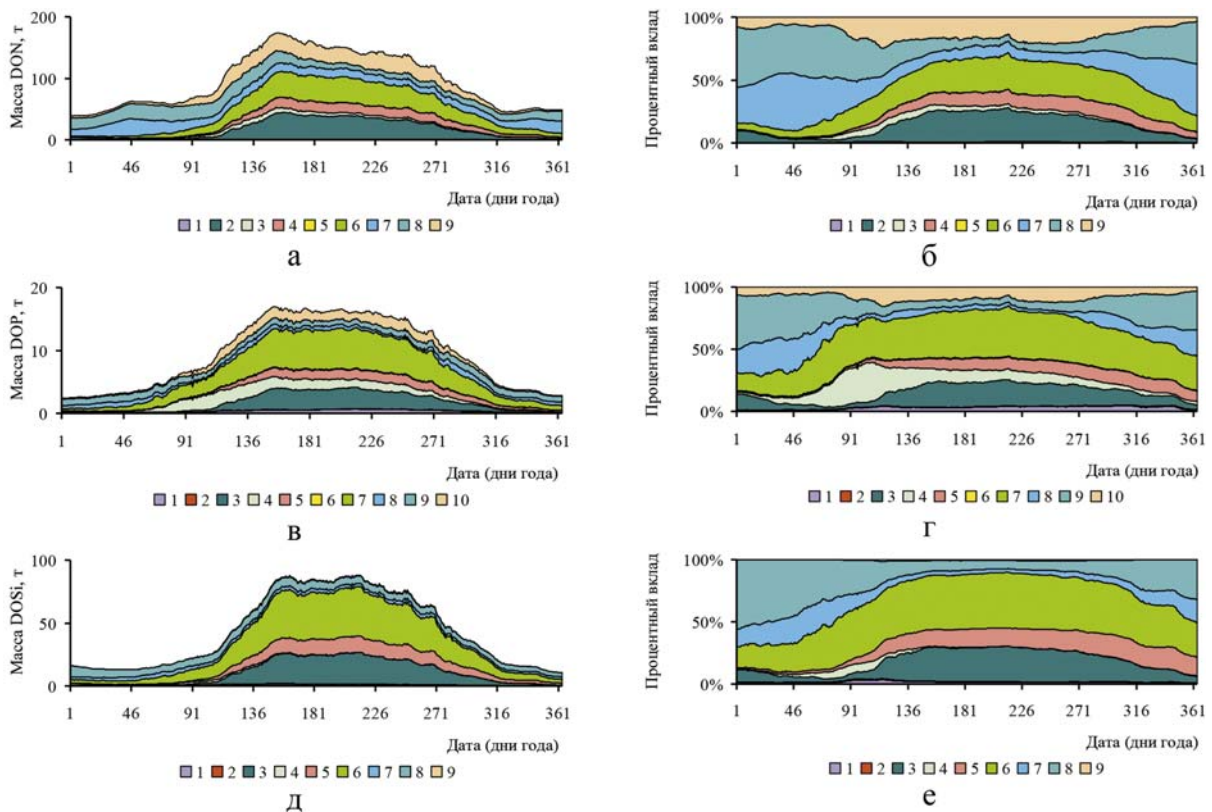 Масса DON, т
200
100
0
1 46 91 136 181 226 271 316 361
Дата (дни года)
1 2 3 4 5 6 7 8 9
а
Процентный вклад
100%
50%
0%
1 46 91 136 181 226 271 316 361
Дата (дни года)
1 2 3 4 5 6 7 8 9
б
Масса DOP, т
20
10
0
1 46 91 136 181 226 271 316 361
Дата (дни года)
1 2 3 4 5 6 7 8 9 10
в
Процентный вклад
100%
50%
0%
1 46 91 136 181 226 271 316 361
Дата (дни года)
1 2 3 4 5 6 7 8 9 10
г
Масса DOSi, т
100
50
0
1 46 91 136 181 226 271 316 361
Дата (дни года)
1 2 3 4 5 6 7 8 9
д
Процентный вклад
100%
50%
0%
1 46 91 136 181 226 271 316 361
Дата (дни года)
1 2 3 4 5 6 7 8 9
е